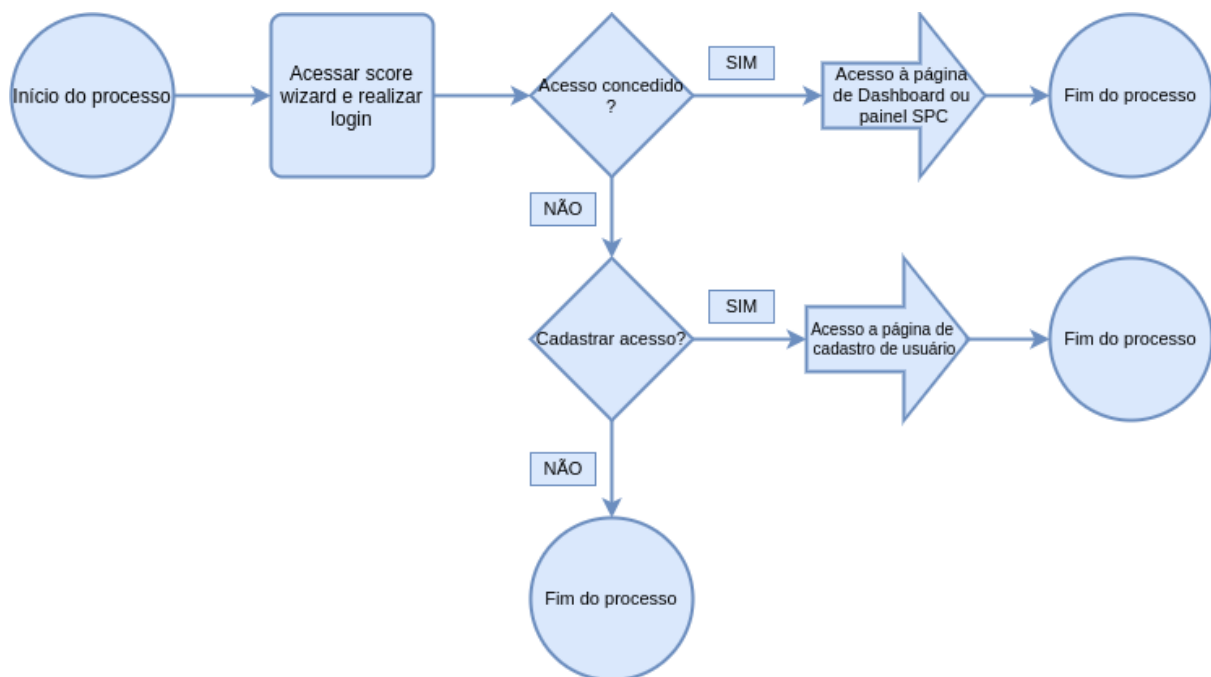 Início do processo
Acessar score
wizard e realizar
login
Acesso concedido
?
SIM
Acesso à página
de Dashboard ou
painel SPC
Fim do processo
NÃO
Cadastrar acesso?
SIM
Acesso a página de
cadastro de usuário
Fim do processo
NÃO
Fim do processo